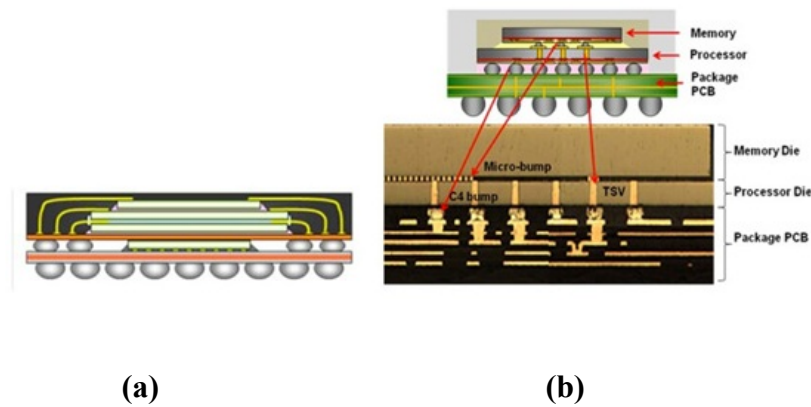 Memory
Processor
Package
PCB
Micro-bump
C4 bump
TSV
Memory Die
Processor Die
Package PCB
(a)
(b)